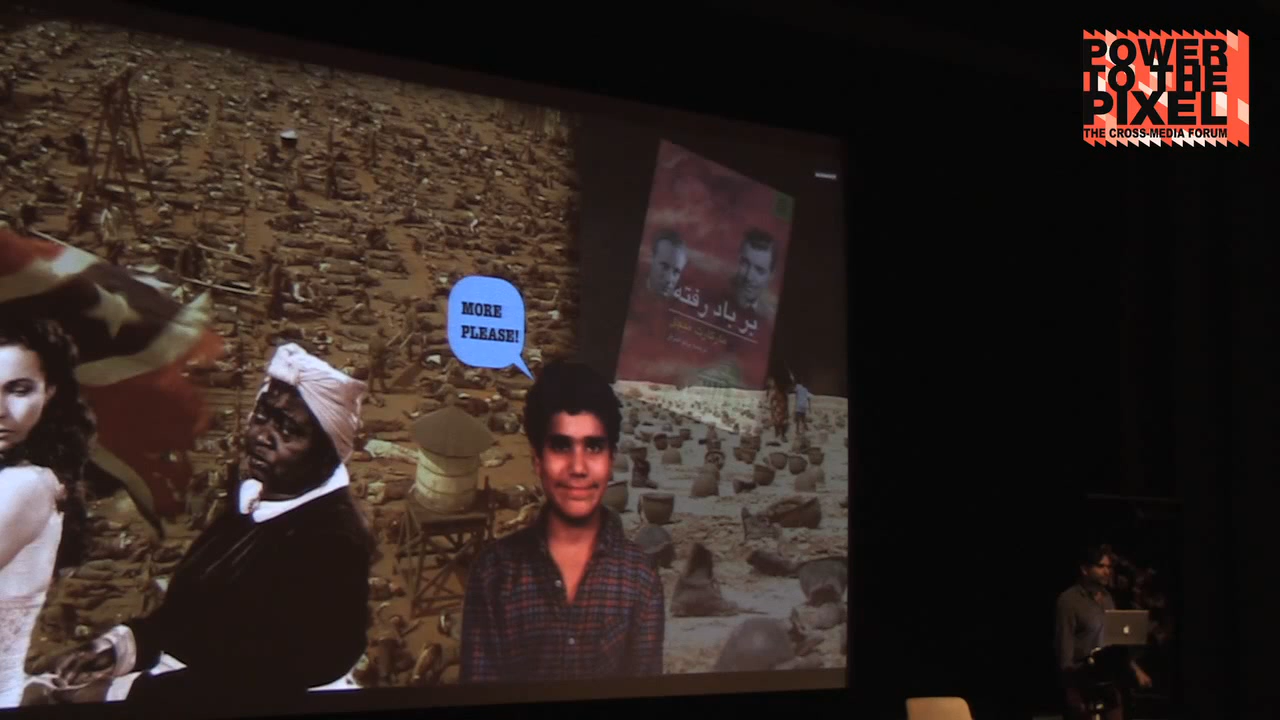 POWER
TO THE
PIXEL
THE CROSS-MEDIA FORUM
MORE
PLEASE!
بر باد رفته